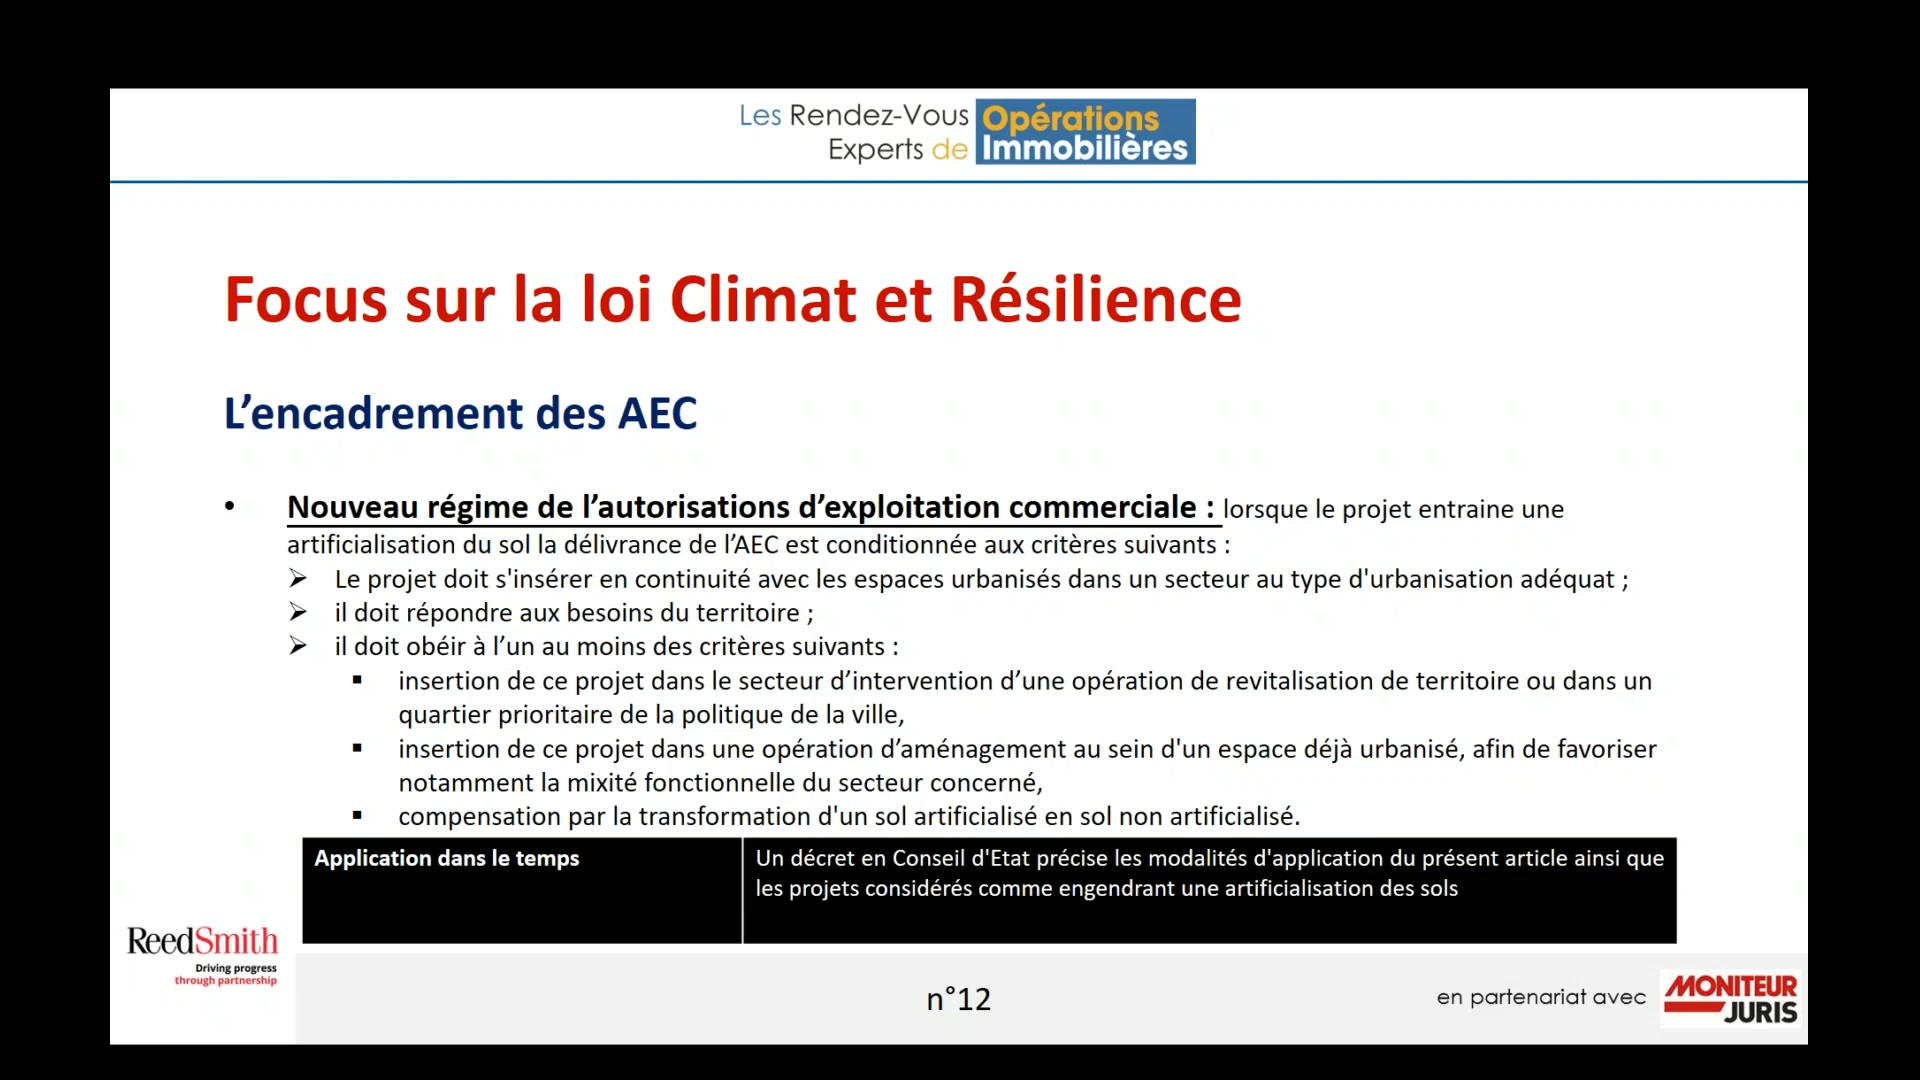 Les Rendez-Vous
Experts de
Opérations
Immobilières
Focus sur la loi Climat et Résilience
L’encadrement des AEC
• Nouveau régime de l’autorisations d’exploitation commerciale : lorsque le projet entraine une
artificialisation du sol la délivrance de l’AEC est conditionnée aux critères suivants :
➢ Le projet doit s'insérer en continuité avec les espaces urbanisés dans un secteur au type d'urbanisation adéquat ;
➢ il doit répondre aux besoins du territoire ;
➢ il doit obéir à l’un au moins des critères suivants :
▪ insertion de ce projet dans le secteur d’intervention d’une opération de revitalisation de territoire ou dans un
quartier prioritaire de la politique de la ville,
▪ insertion de ce projet dans une opération d’aménagement au sein d'un espace déjà urbanisé, afin de favoriser
notamment la mixité fonctionnelle du secteur concerné,
▪ compensation par la transformation d'un sol artificialisé en sol non artificialisé.
Application dans le temps
Un décret en Conseil d'Etat précise les modalités d'application du présent article ainsi que
les projets considérés comme engendrant une artificialisation des sols
ReedSmith
Driving progress
through partnership
n°12
en partenariat avec
MONITEUR
JURIS